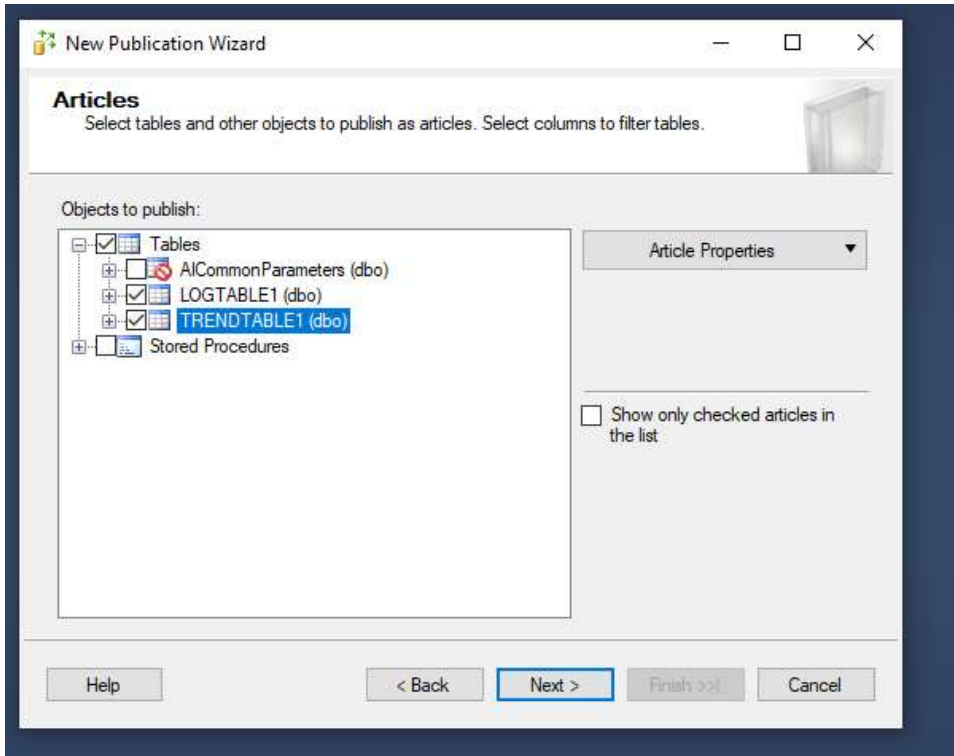 New Publication Wizard
Articles
Select tables and other objects to publish as articles. Select columns to filter tables.
Objects to publish:
Tables
AICommonParameters (dbo)
LOGTABLE1 (dbo)
TRENDTABLE1 (dbo)
Stored Procedures
Article Properties
Show only checked articles in
the list
Help
< Back
Next >
Finish >>|
Cancel